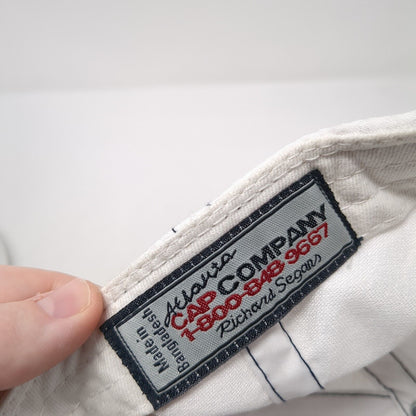 Made in
Bangladesh
Atlanta
CAP COMPANY
1-800-848-9667
Richard Segars